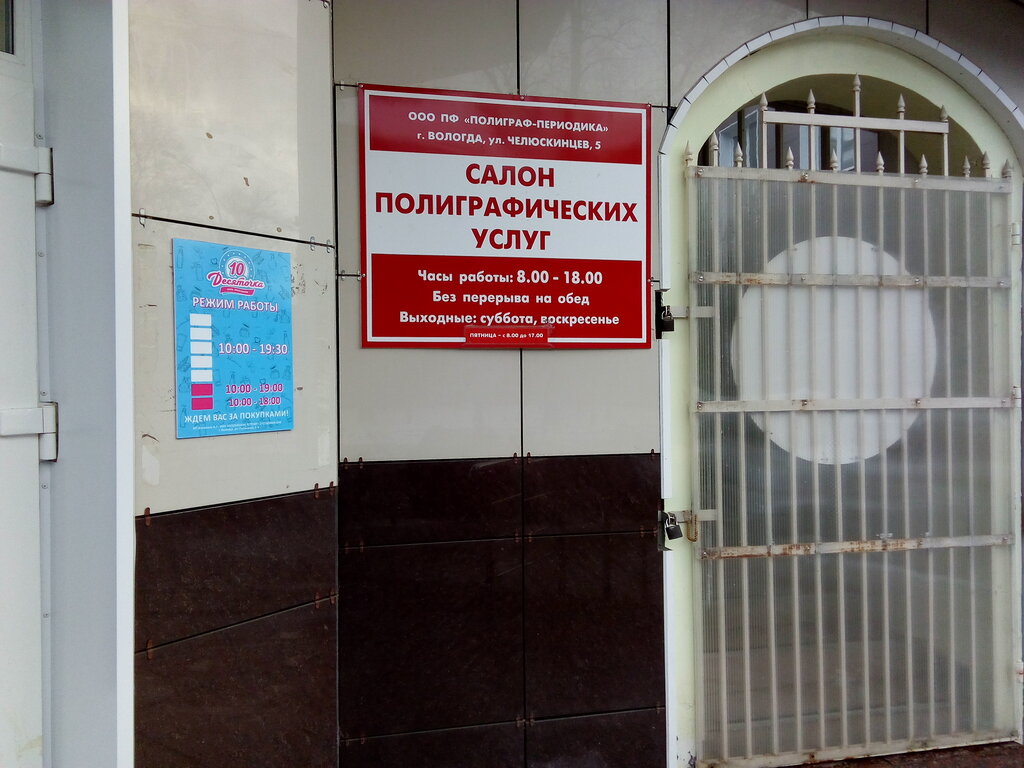 ООО ПФ «ПОЛИГРАФ-ПЕРИОДИКА»
г. ВОЛОГДА, ул. ЧЕЛЮСКИНЦЕВ, 5
САЛОН
ПОЛИГРАФИЧЕСКИХ
УСЛУГ
Часы работы: 8.00 - 18.00
Без перерыва на обед
Выходные: суббота, воскресенье
ПЯТНИЦА – с 8.00 до 17.00
10
Десяточка
РЕЖИМ РАБОТЫ
10:00 - 19:30
10:00 - 19:00
10:00 - 18:00
ЖДЕМ ВАС ЗА ПОКУПКАМИ!